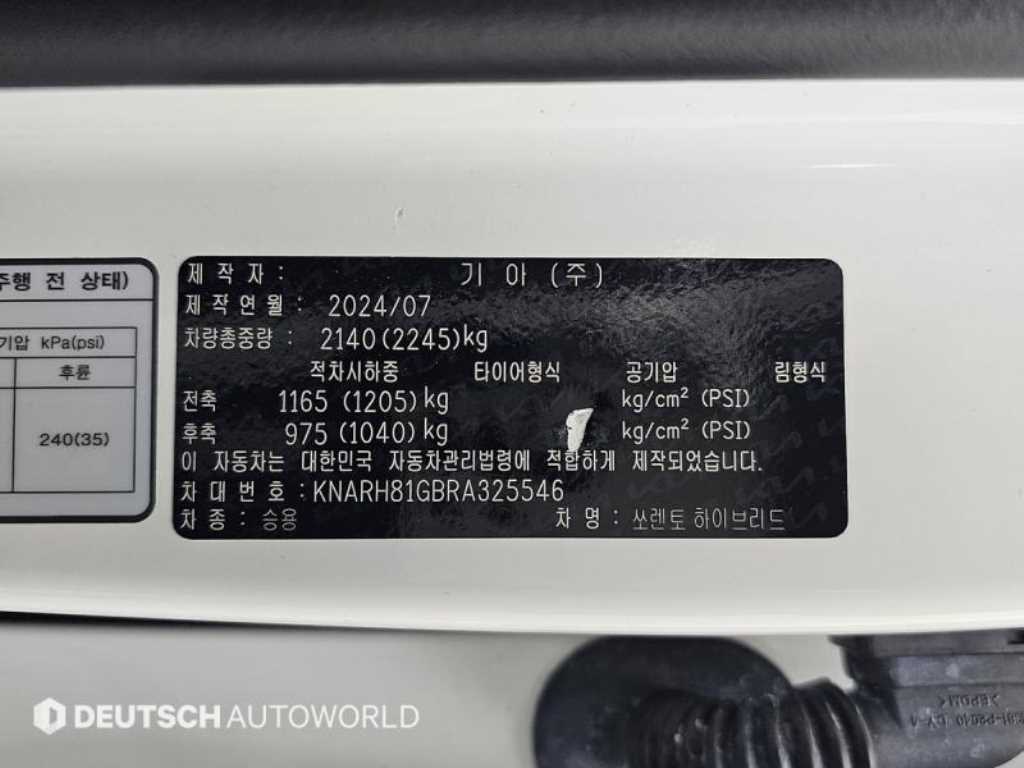 주행 전 상태)
기압 kPa(psi)
후륜
240(35)
제 작 자 : 기 아 (주)
제 작 연 월 : 2024/07
차량총중량 : 2140(2245)kg
적차시하중 타이어형식 공기압 림형식
전축 1165 (1205)kg kg/cm² (PSI)
후축 975 (1040)kg kg/cm² (PSI)
이 자동차는 대한민국 자동차관리법령에 적합하게 제작되었습니다.
차 대 번 호 : KNARH81GBRA325546
차 종 : 승용 차 명 : 쏘렌토 하이브리드
>EPDM<
DEUTSCH AUTOWORLD